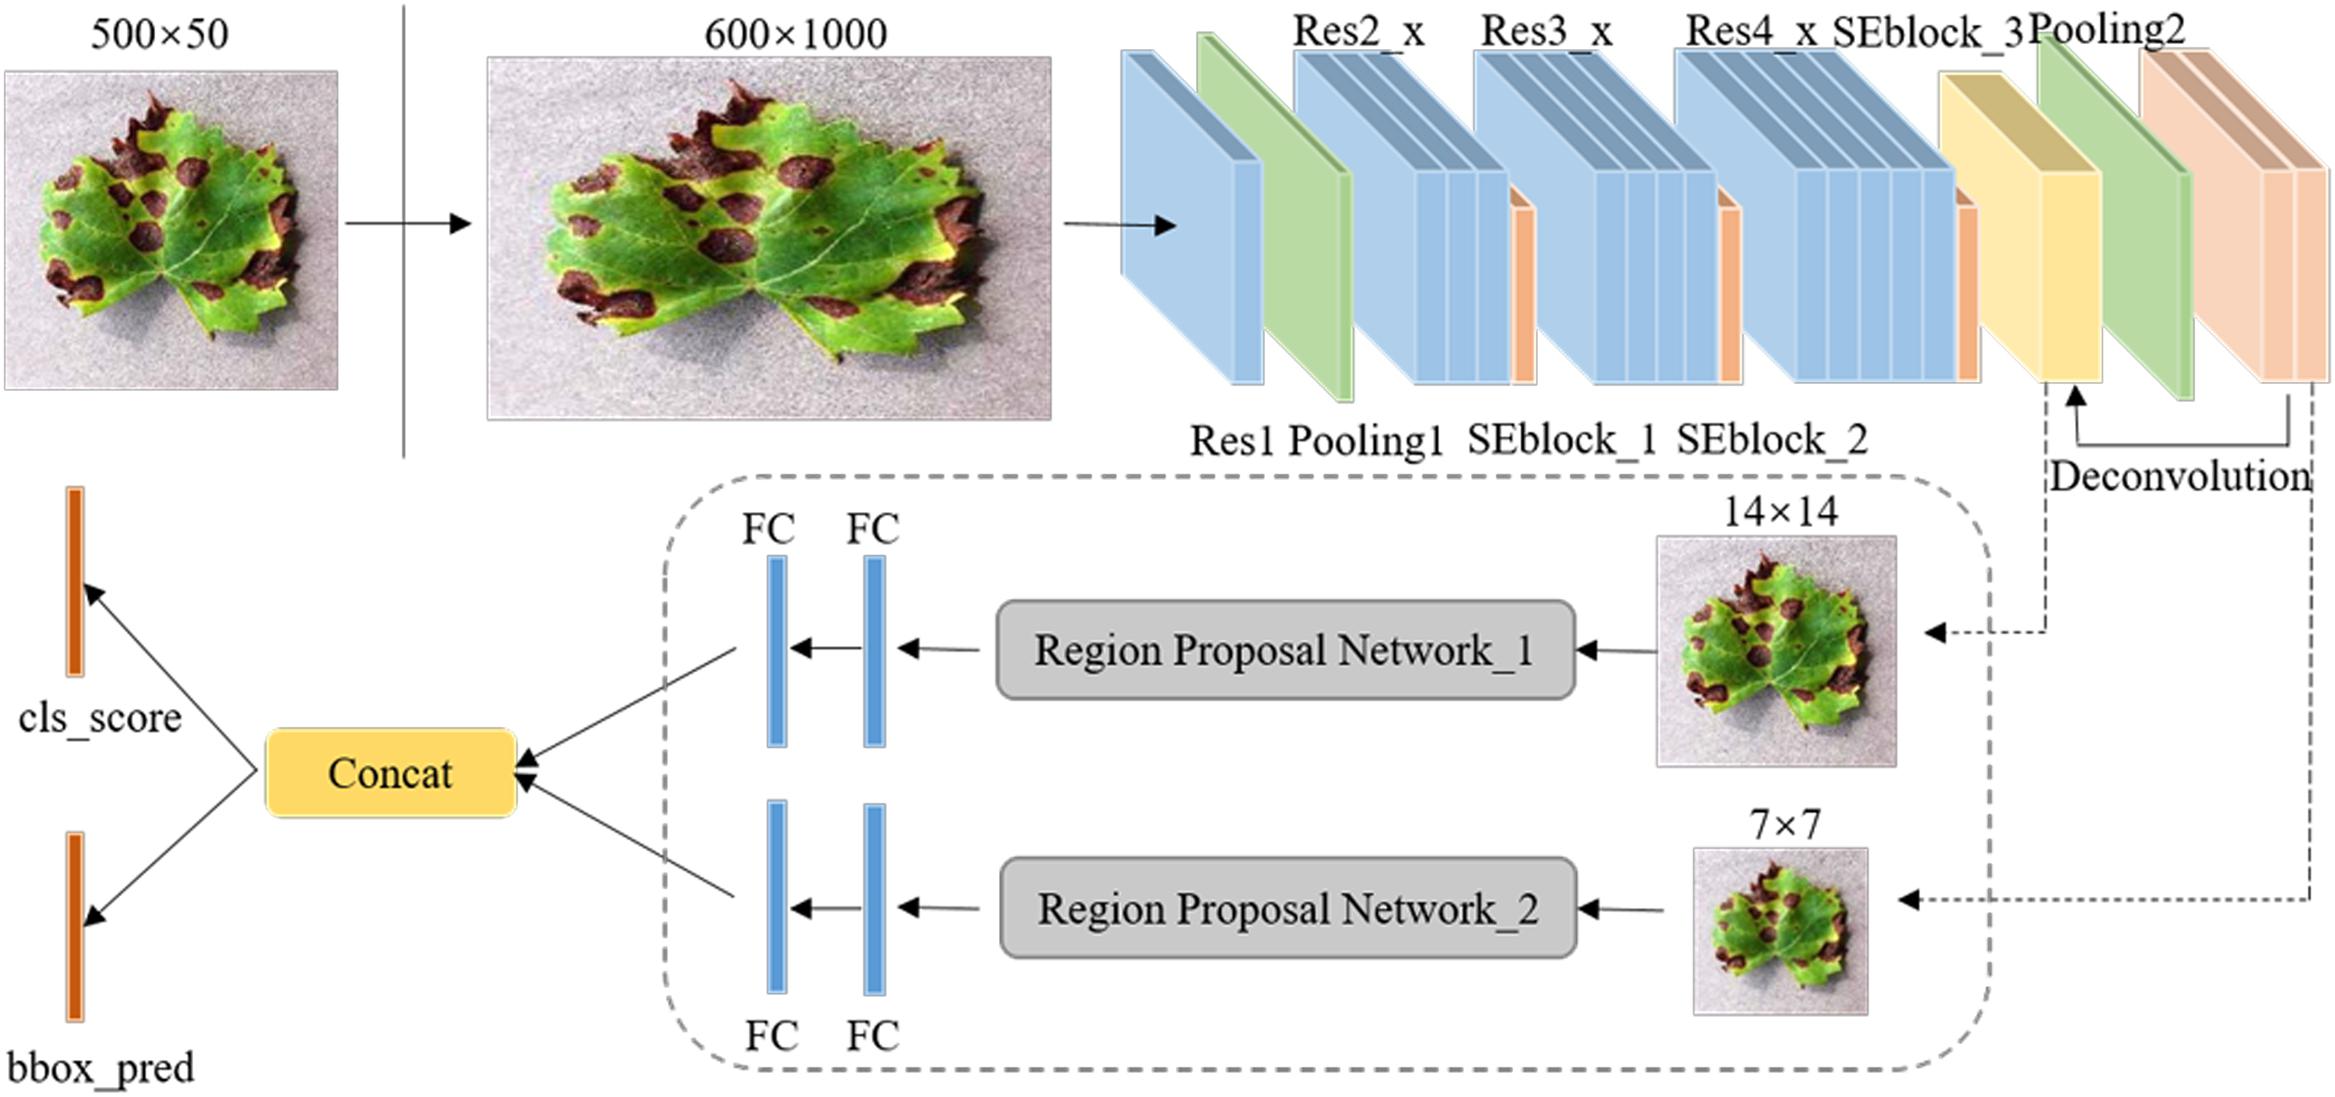 500×50
600×1000
Res2_x
Res3_x
Res4_x
SEblock_3
Pooling2
Res1
Pooling1
SEblock_1
SEblock_2
Deconvolution
14×14
FC
FC
Region Proposal Network_1
cls_score
Concat
7×7
Region Proposal Network_2
FC
FC
bbox_pred